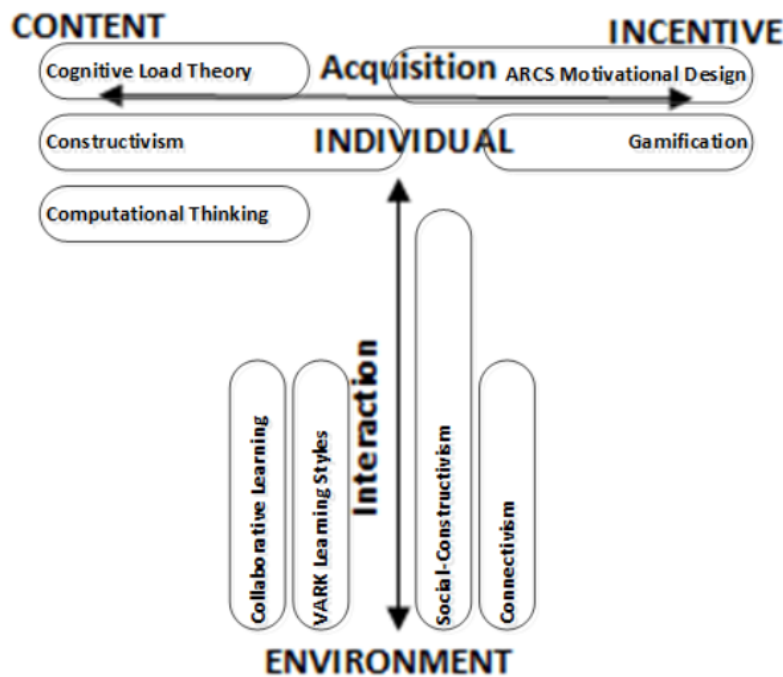 CONTENT
INCENTIVE
Cognitive Load Theory
Acquisition
ARCS Motivational Design
Constructivism
INDIVIDUAL
Gamification
Computational Thinking
Collaborative Learning
VARK Learning Styles
Interaction
Social-Constructivism
Connectivism
ENVIRONMENT